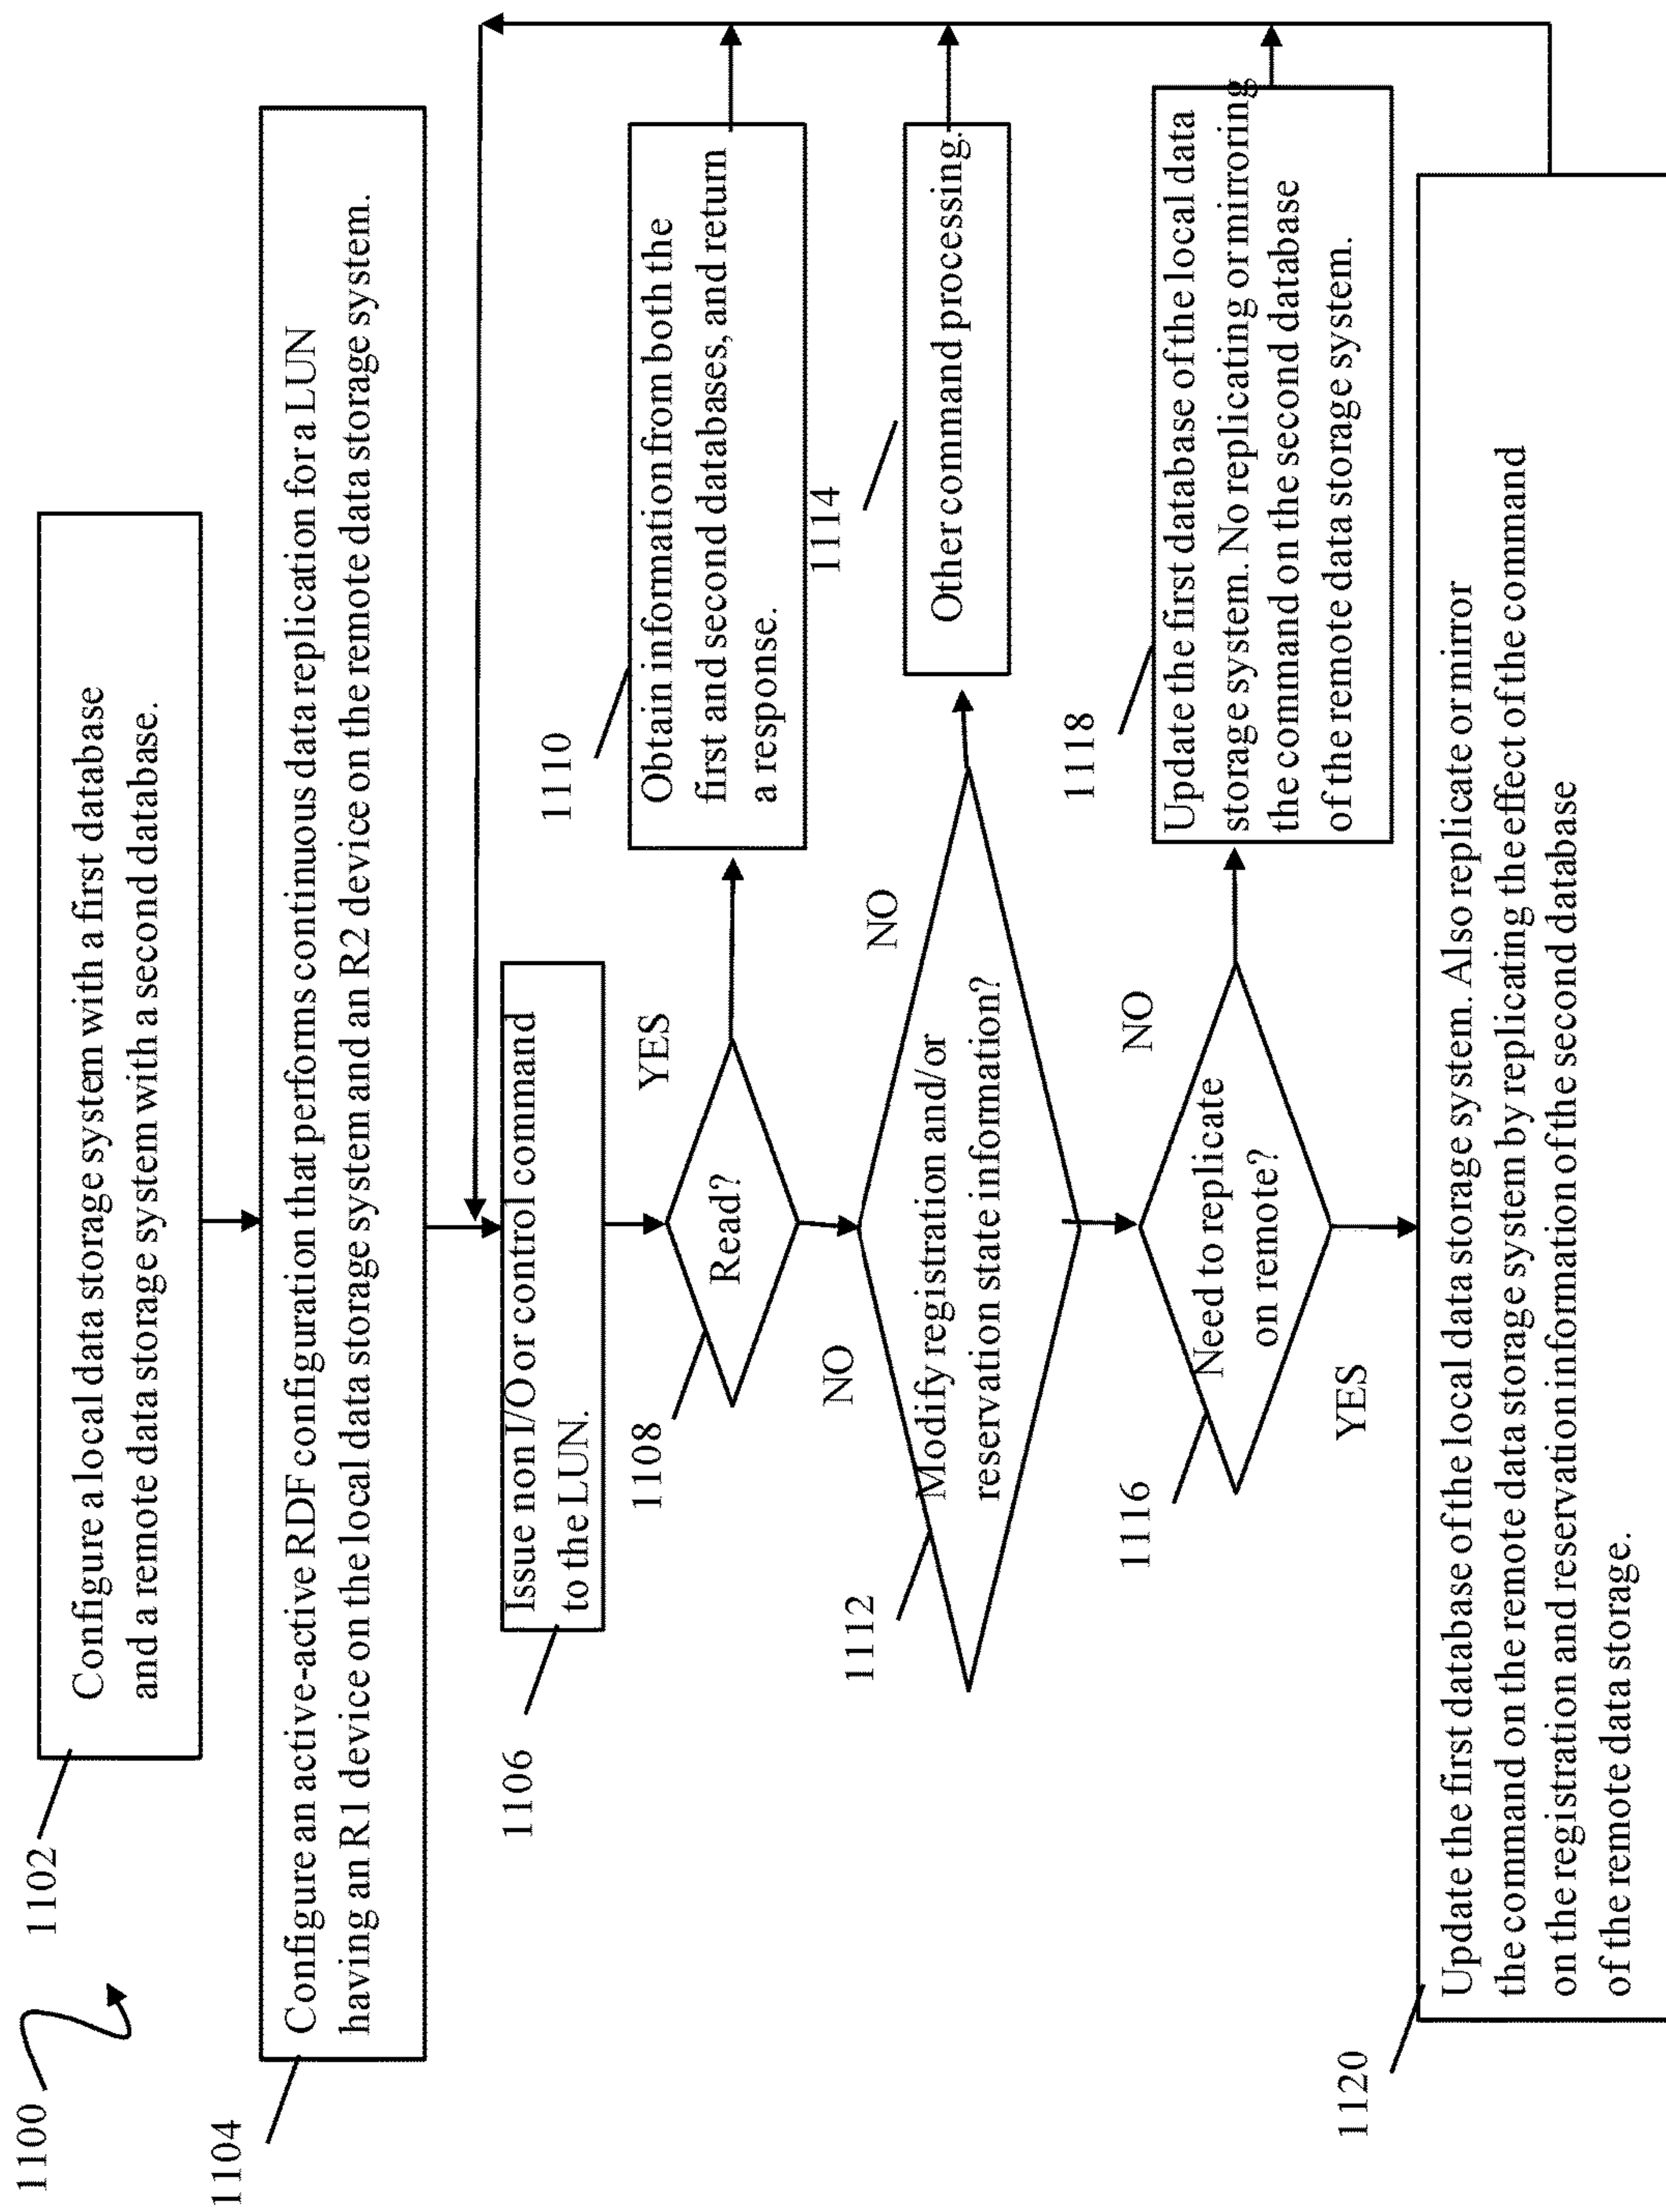 1100
1102
Configure a local data storage system with a first database
and a remote data storage system with a second database.
1104
Configure an active-active RDF configuration that performs continuous data replication for a LUN
having an R1 device on the local data storage system and an R2 device on the remote data storage system.
1106
Issue non I/O or control command
to the LUN.
1108
Read?
YES
NO
1110
Obtain information from both the
first and second databases, and return
a response.
1112
Modify registration and/or
reservation state information?
NO
1114
Other command processing.
1116
Need to replicate
on remote?
NO
YES
1118
Update the first database of the local data
storage system. No replicating or mirroring
the command on the second database
of the remote data storage system.
1120
Update the first database of the local data storage system. Also replicate or mirror
the command on the remote data storage system by replicating the effect of the command
on the registration and reservation information of the second database
of the remote data storage.